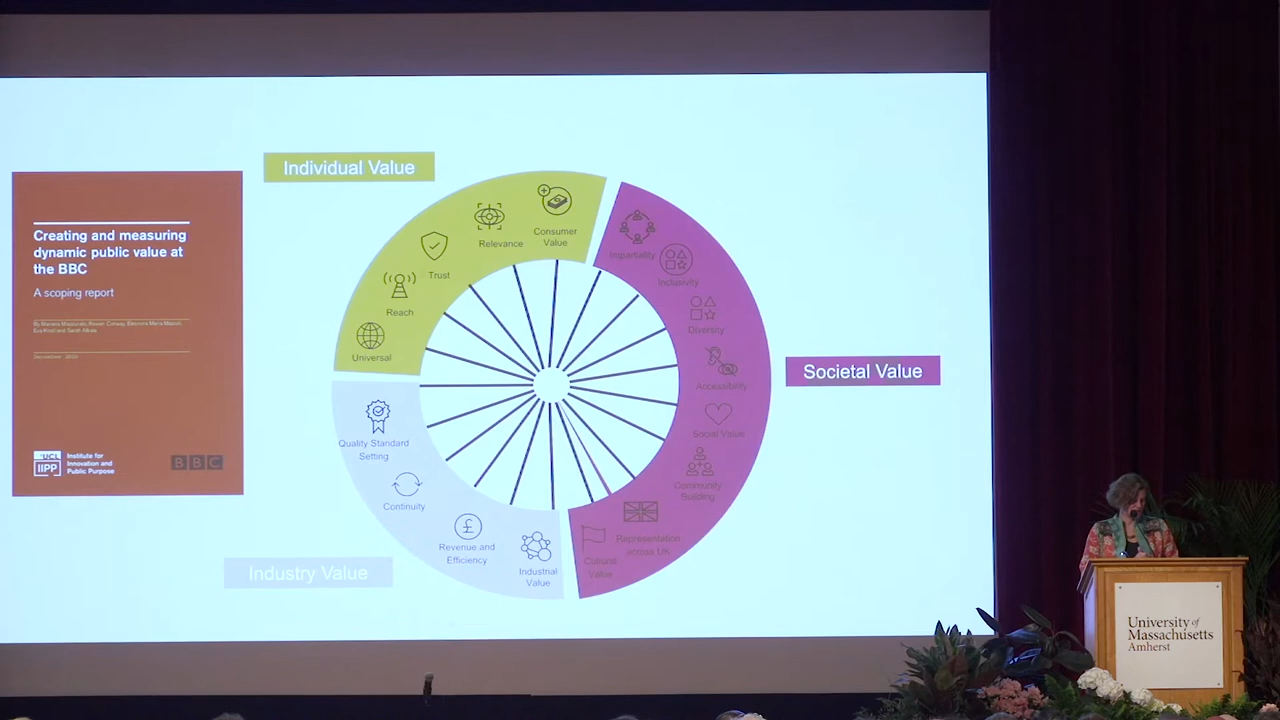 Individual Value
Creating and measuring
dynamic public value at
the BBC
A scoping report
UCL
IIPP
Institute for
Innovation and
Public Purpose
BBC
Consumer
Value
Relevance
Trust
Reach
Universal
Impartiality
Inclusivity
Diversity
Accessibility
Social Value
Community
Building
Representation
across UK
Cultural
Value
Societal Value
Quality Standard
Setting
Continuity
Revenue and
Efficiency
Industrial
Value
Industry Value
University of
Massachusetts
Amherst